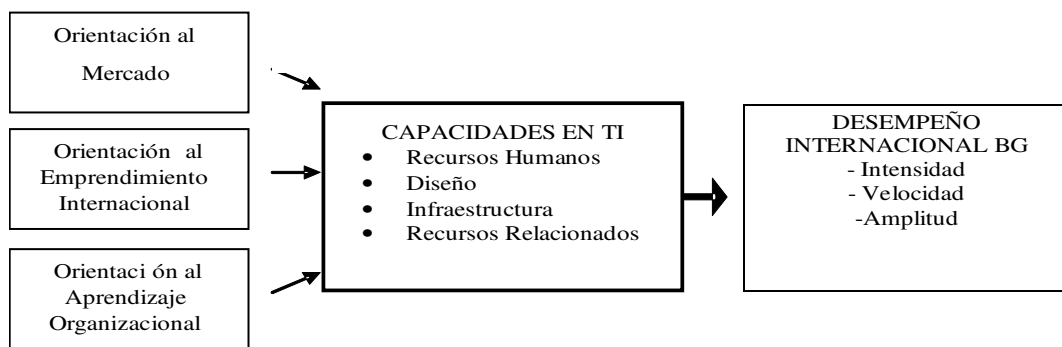 Orientación al
Mercado
Orientación al
Emprendimiento
Internacional
Orientaci ón al
Aprendizaje
Organizacional
CAPACIDADES EN TI
• Recursos Humanos
• Diseño
• Infraestructura
• Recursos Relacionados
DESEMPEÑO
INTERNACIONAL BG
- Intensidad
- Velocidad
-Amplitud